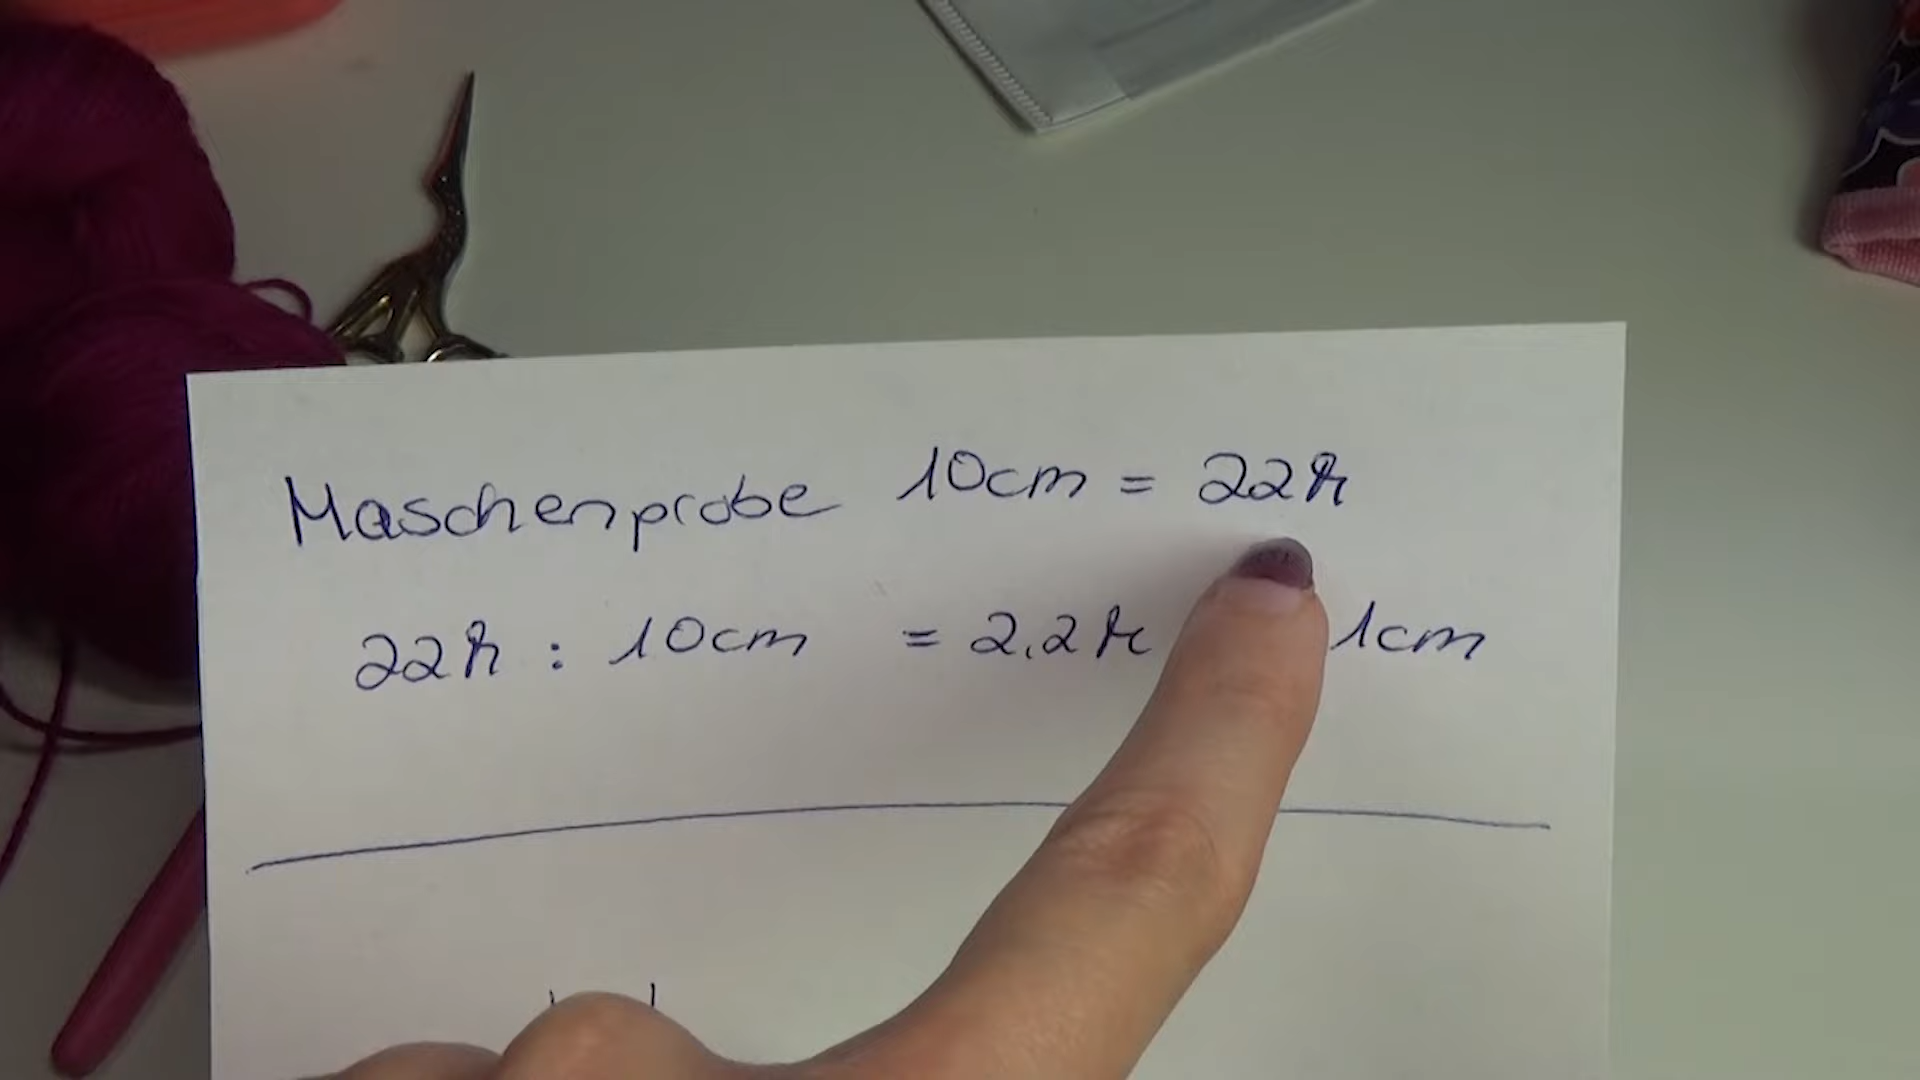 Maschenprobe 10cm = 22R
22R : 10cm = 2,2R 1cm